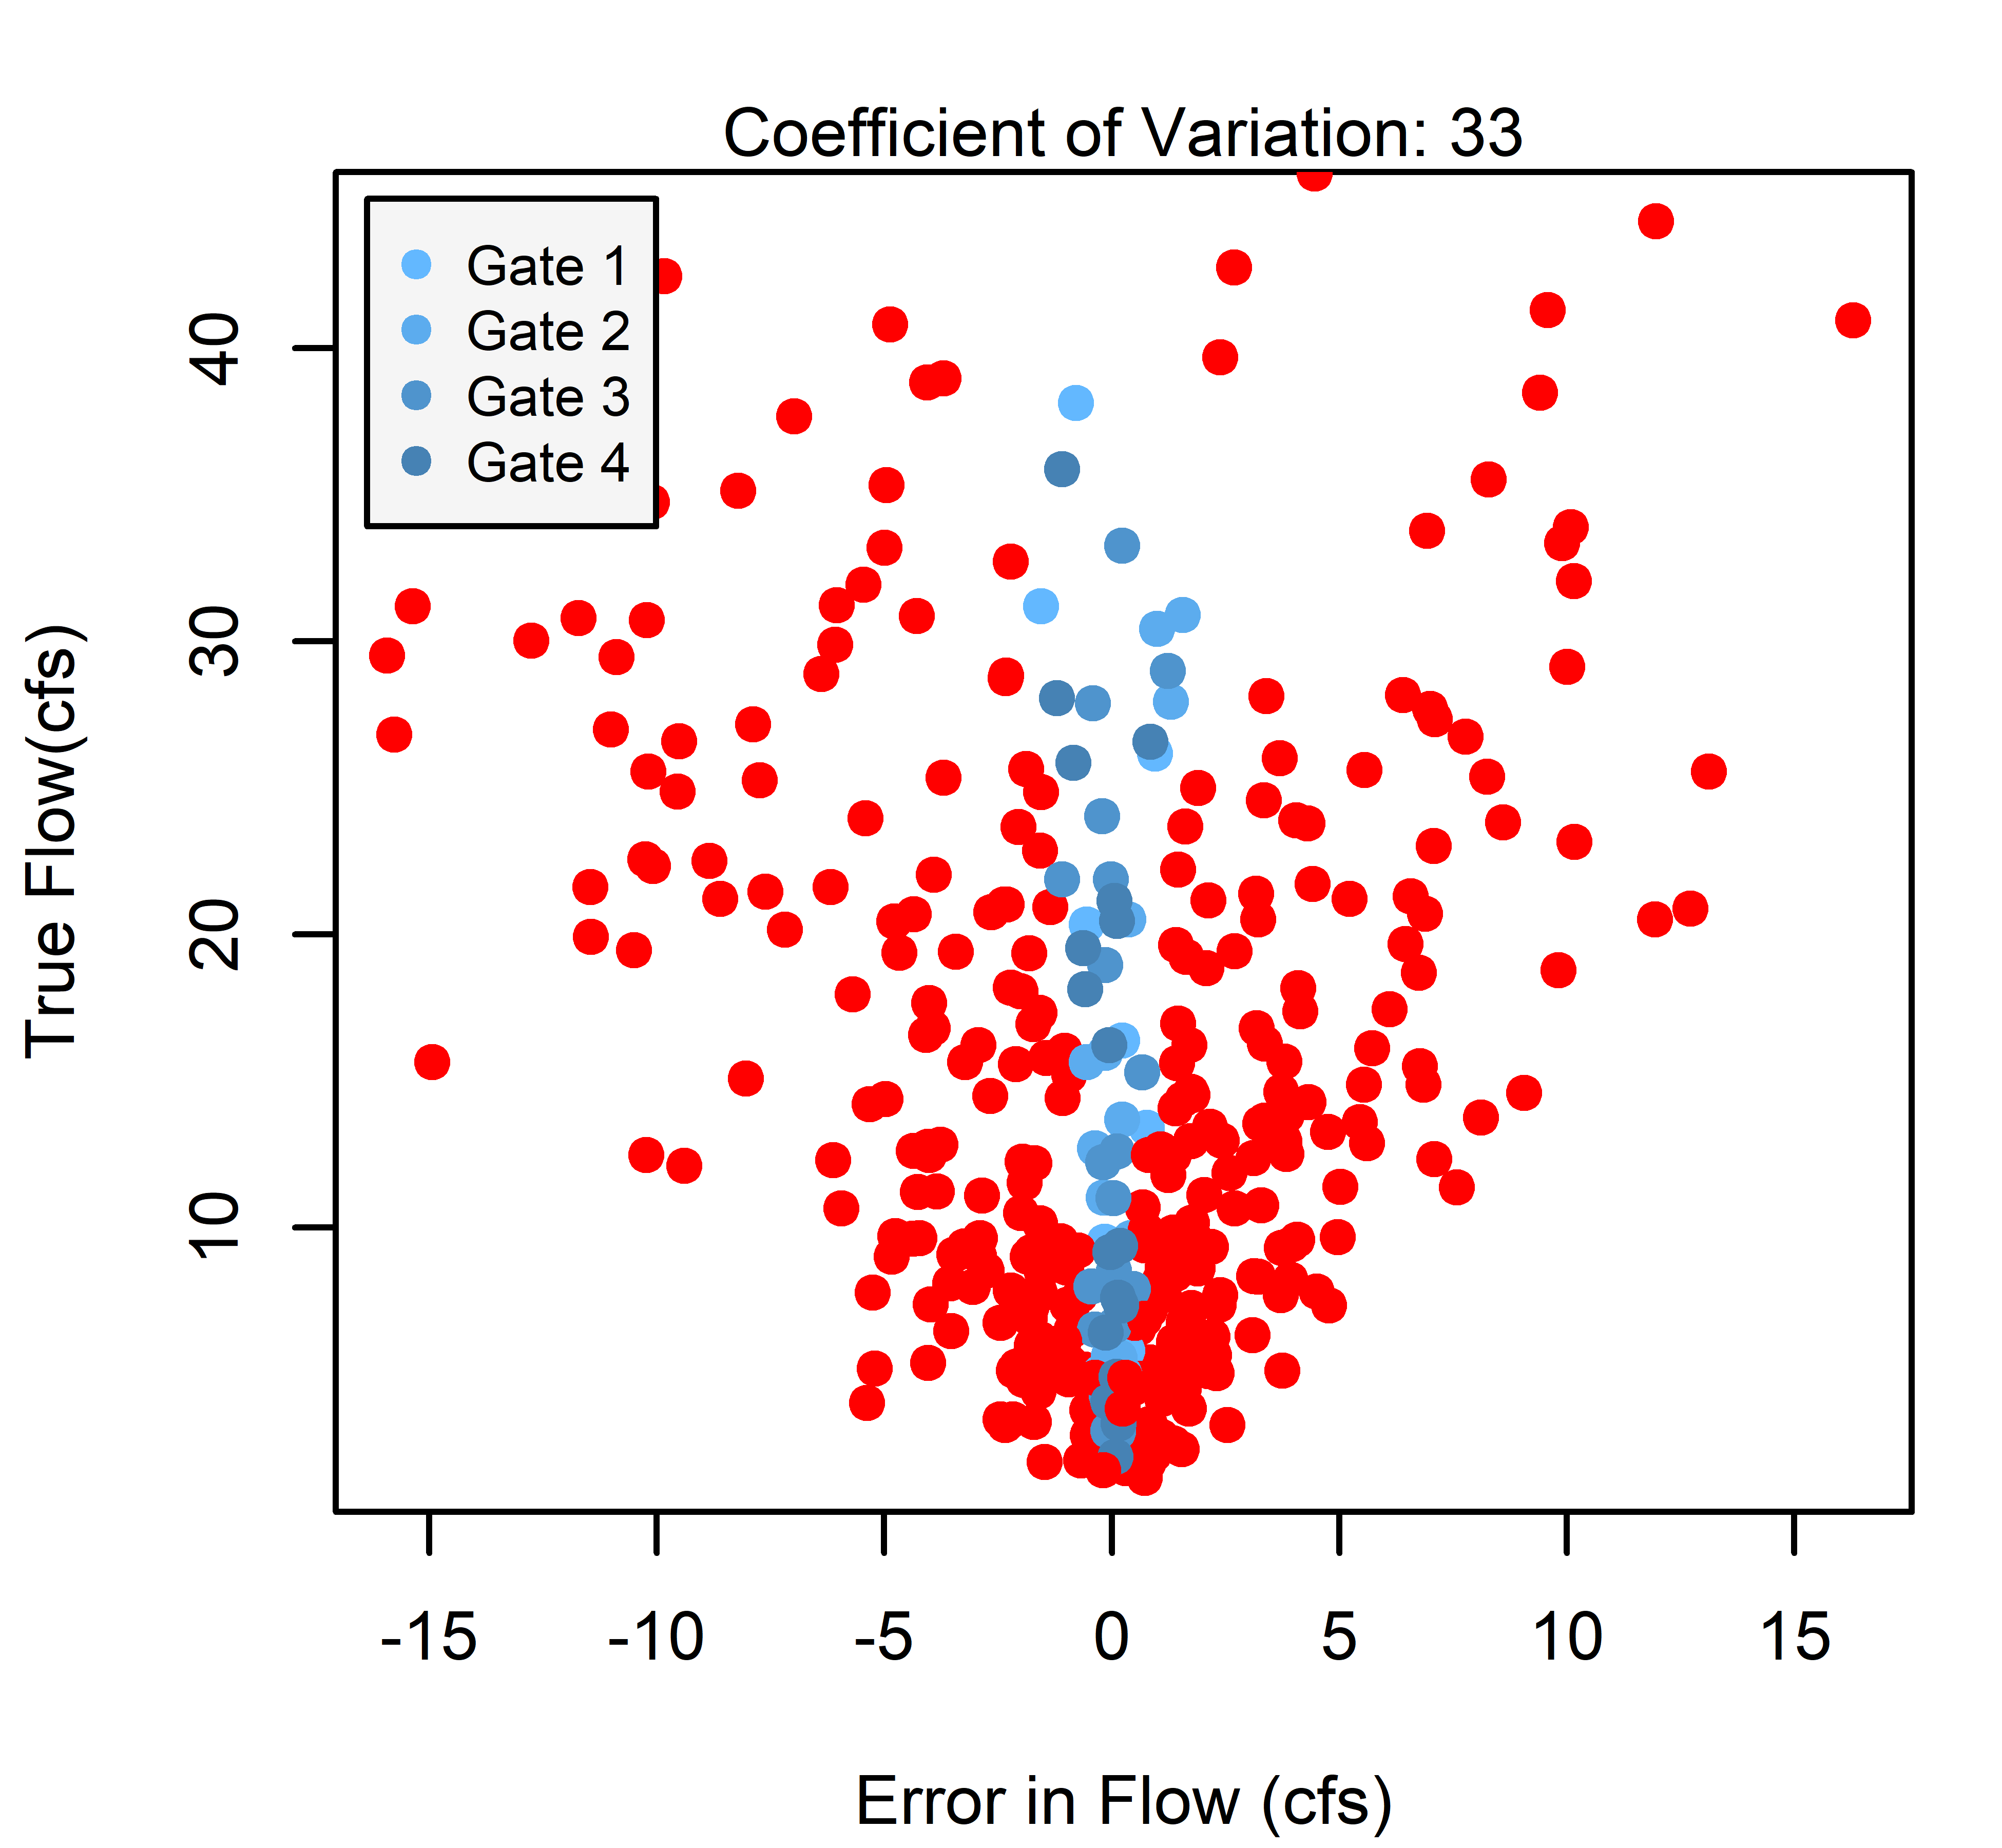 Coefficient of Variation: 33
Gate 1
Gate 2
Gate 3
Gate 4
True Flow(cfs)
40
30
20
10
-15 -10 -5 0 5 10 15
Error in Flow (cfs)